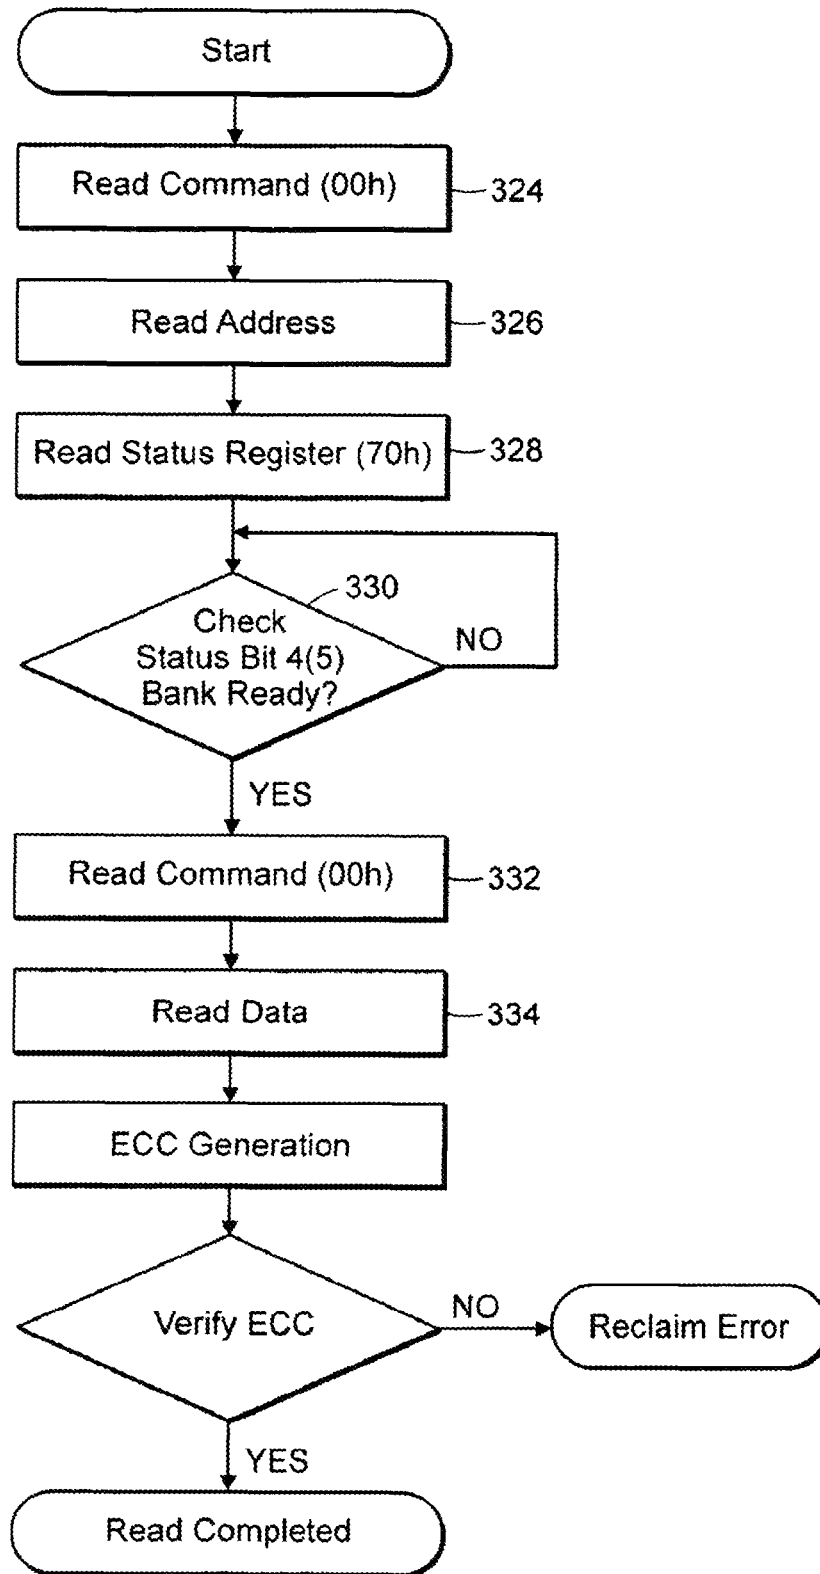 Start
Read Command (00h)
324
Read Address
326
Read Status Register (70h)
328
330
Check
Status Bit 4(5)
Bank Ready?
NO
YES
Read Command (00h)
332
Read Data
334
ECC Generation
Verify ECC
NO
Reclaim Error
YES
Read Completed